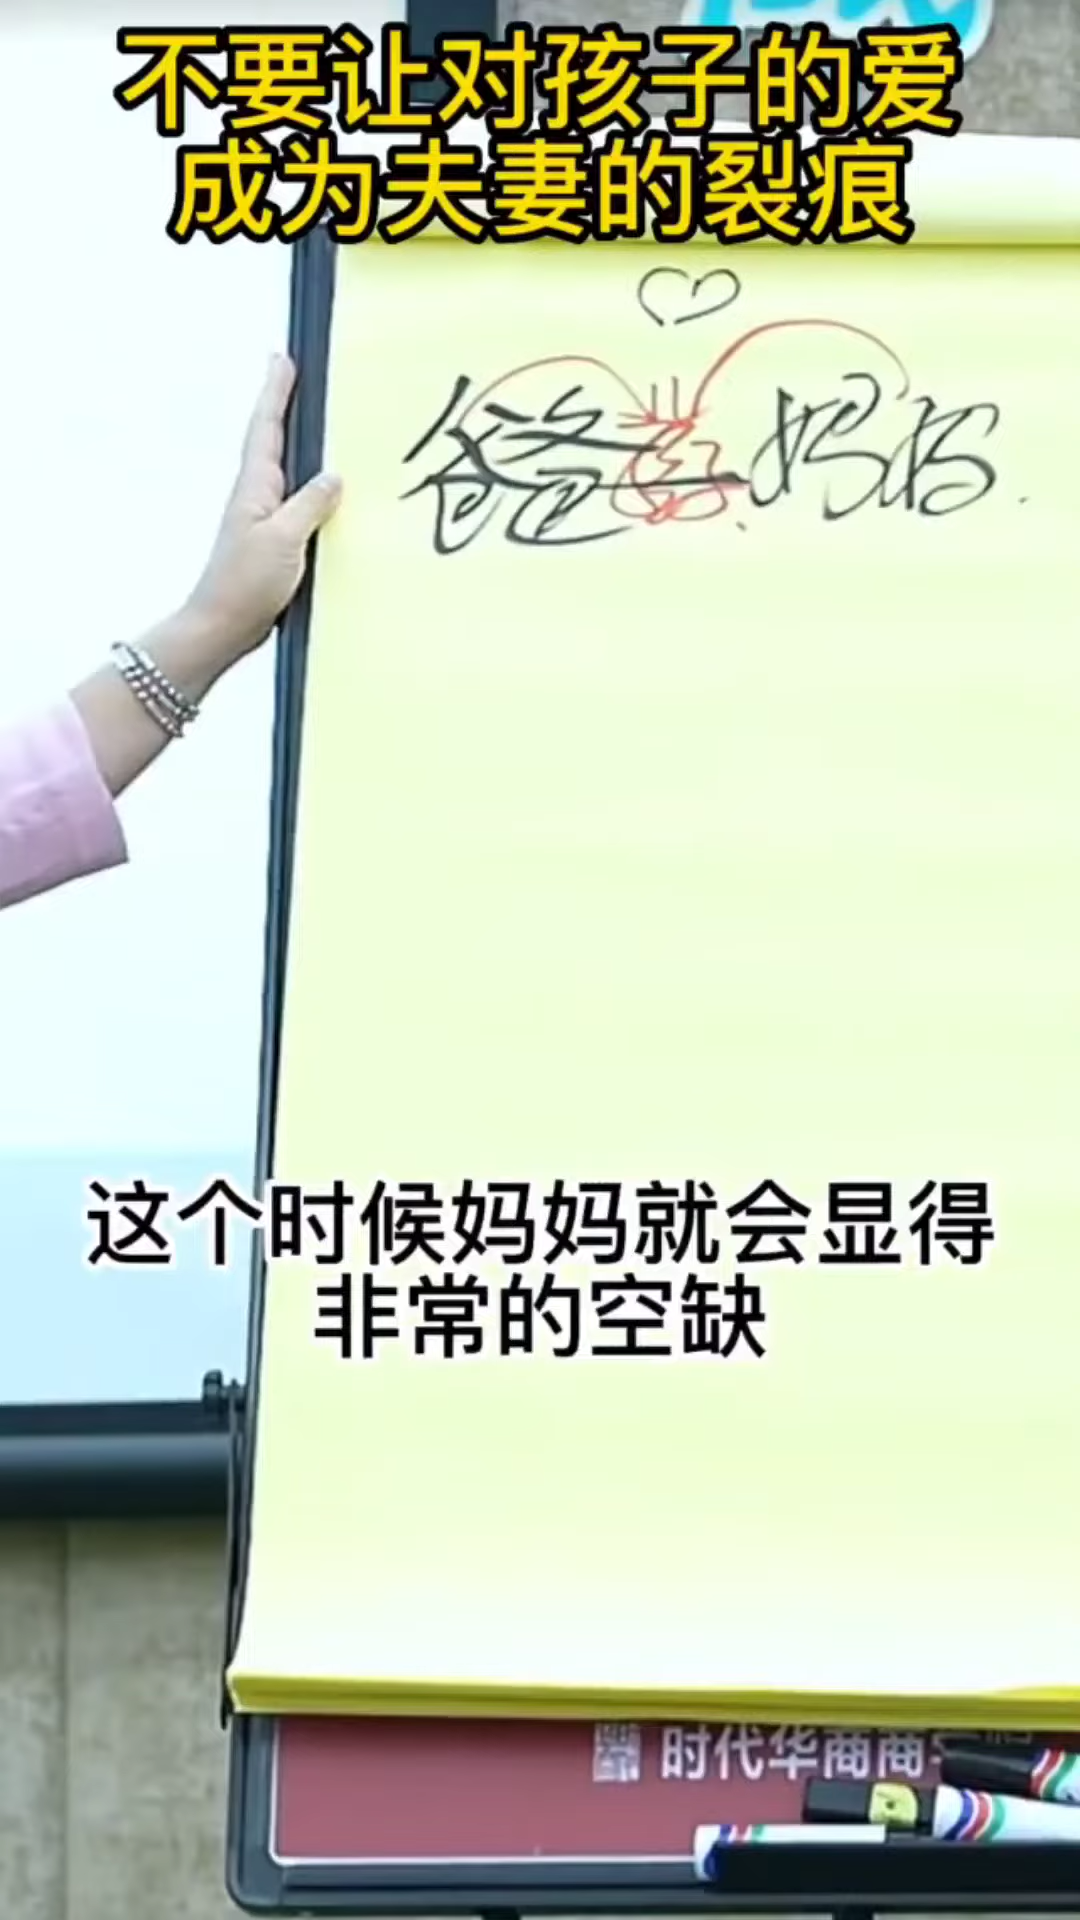 不要让对孩子的爱
成为夫妻的裂痕
爸爸 妈妈
这个时候妈妈就会显得
非常的空缺
时代华商商